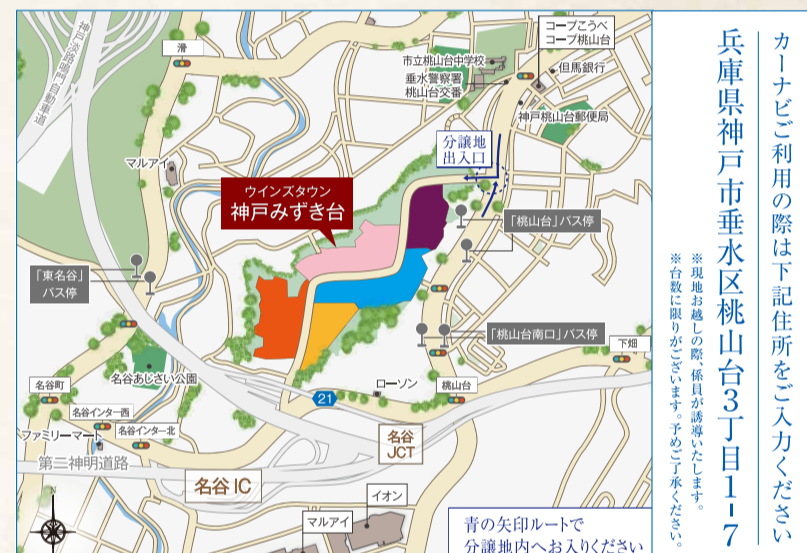 カーナビご利用の際は下記住所をご入力ください
兵庫県神戸市垂水区桃山台3丁目1-7
※現地お越しの際、係員が誘導いたします。
※台数に限りがございます。予めご了承ください。
神戸淡路鳴門自動車道
滑
コープこうべ
コープ桃山台
市立桃山台中学校
垂水警察署
桃山台交番
但馬銀行
神戸桃山台郵便局
分譲地
出入口
マルアイ
ウインズタウン
神戸みずき台
「桃山台」バス停
「東名谷」
バス停
「桃山台南口」バス停
下畑
名谷あじさい公園
名谷町
21
ローソン
桃山台
名谷インター西
名谷インター北
ファミリーマート
名谷
JCT
第二神明道路
名谷IC
N
イオン
マルアイ
青の矢印ルートで
分譲地内へお入りください